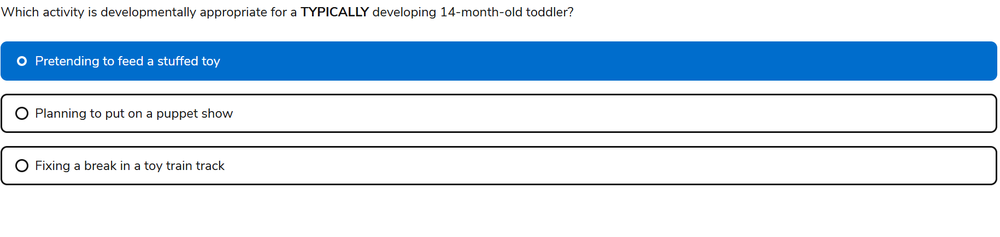 Which activity is developmentally appropriate for a TYPICALLY developing 14-month-old toddler?
Pretending to feed a stuffed toy
Planning to put on a puppet show
Fixing a break in a toy train track